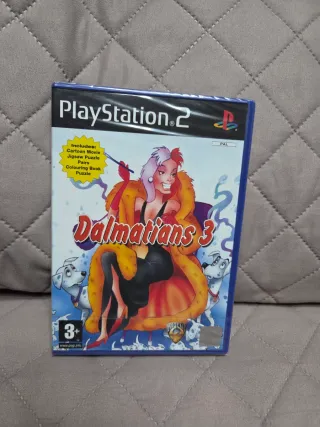 PlayStation®2
PAL
Includes:
Cartoon Movie
Jigsaw Puzzle
Pairs
Colouring Book
Puzzle
Dalmatians 3
3+